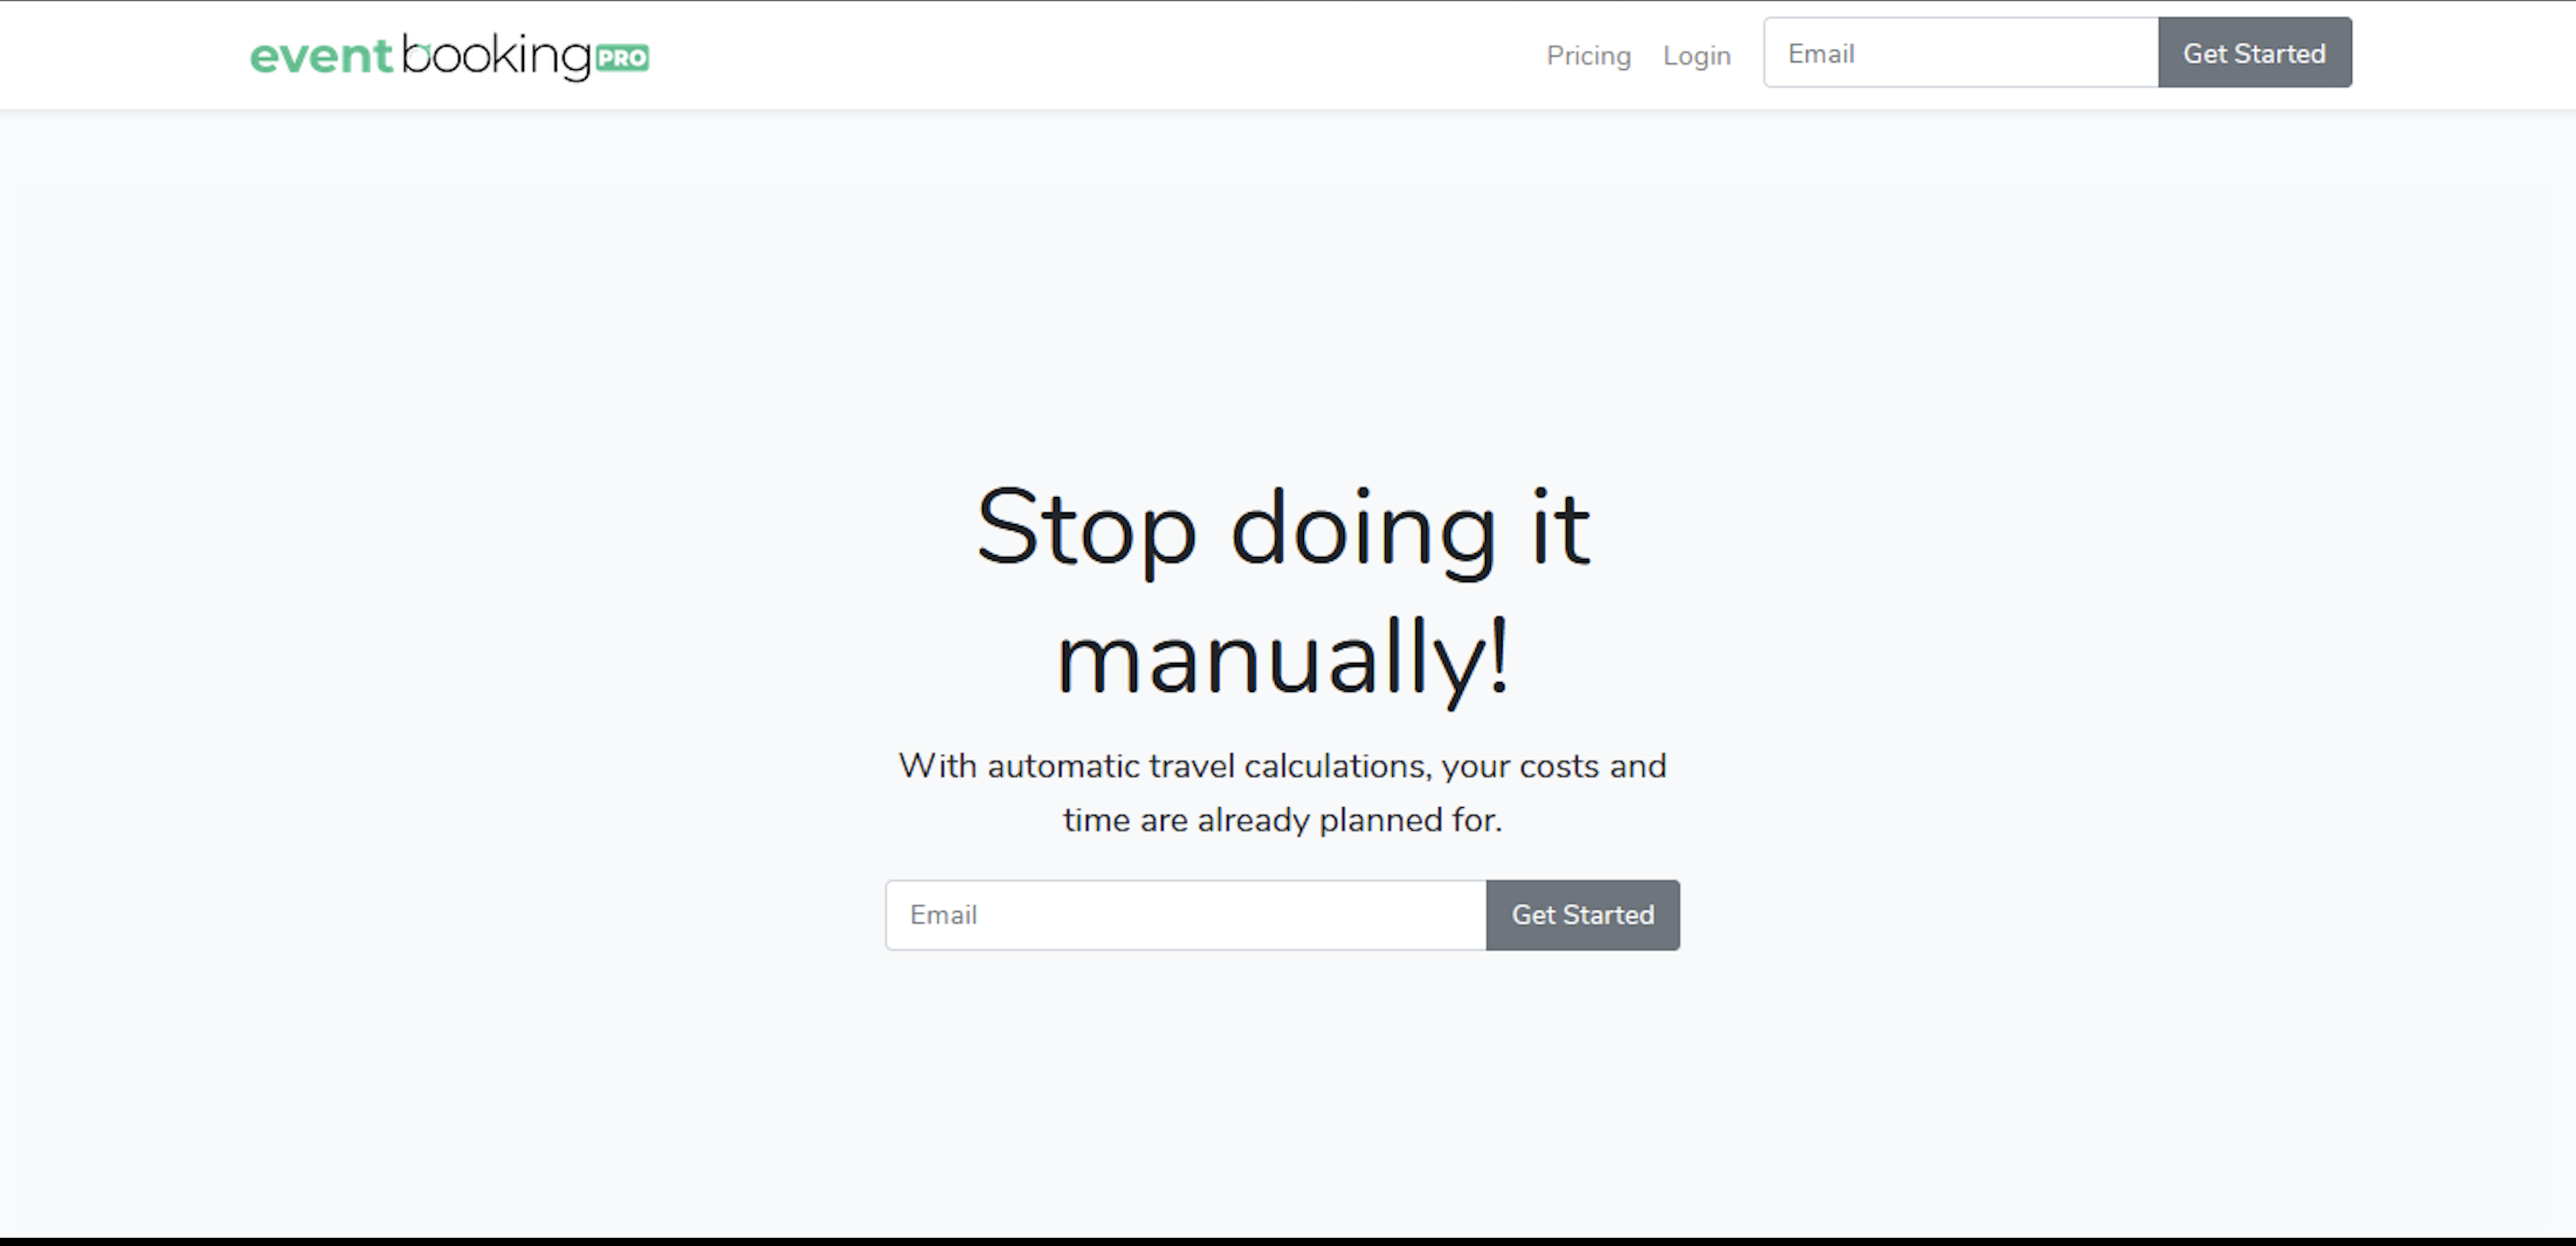 eventbookingPRO
Pricing Login Email Get Started
Stop doing it
manually!
With automatic travel calculations, your costs and
time are already planned for.
Email Get Started